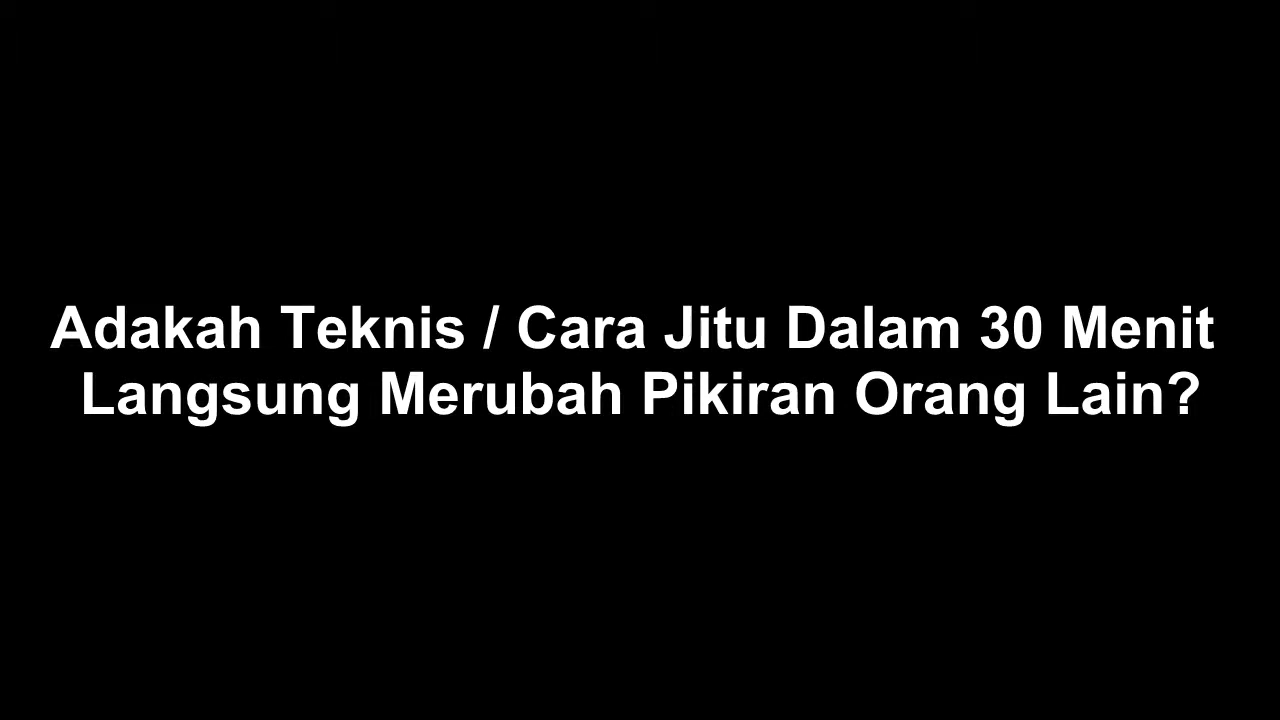 Adakah Teknis / Cara Jitu Dalam 30 Menit
Langsung Merubah Pikiran Orang Lain?